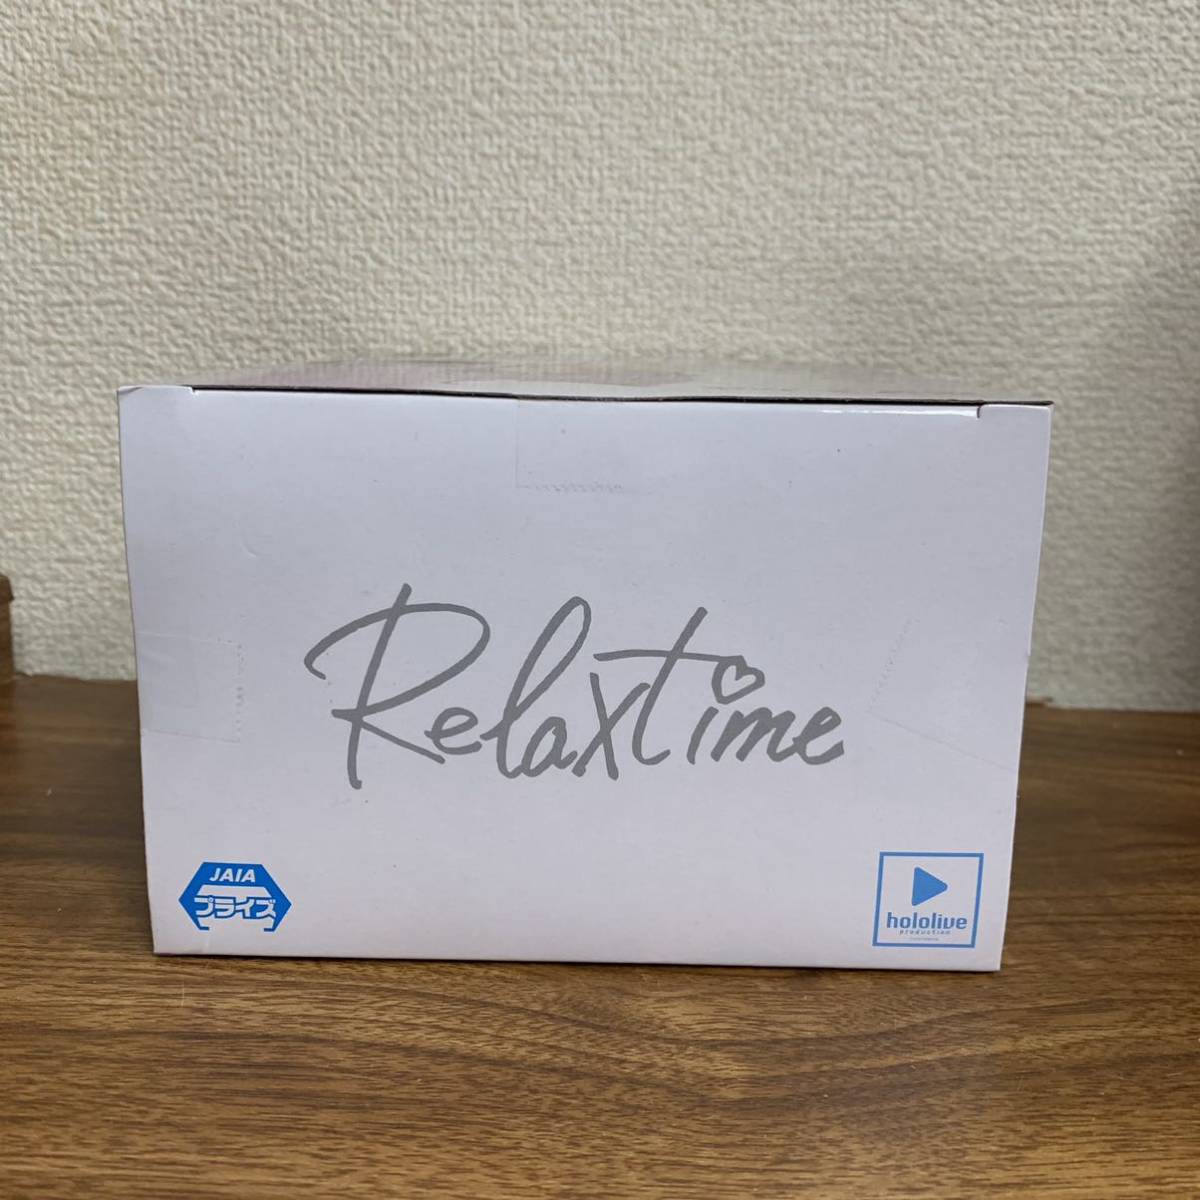 Relaxtime
JAIA
プライズ
hololive
production